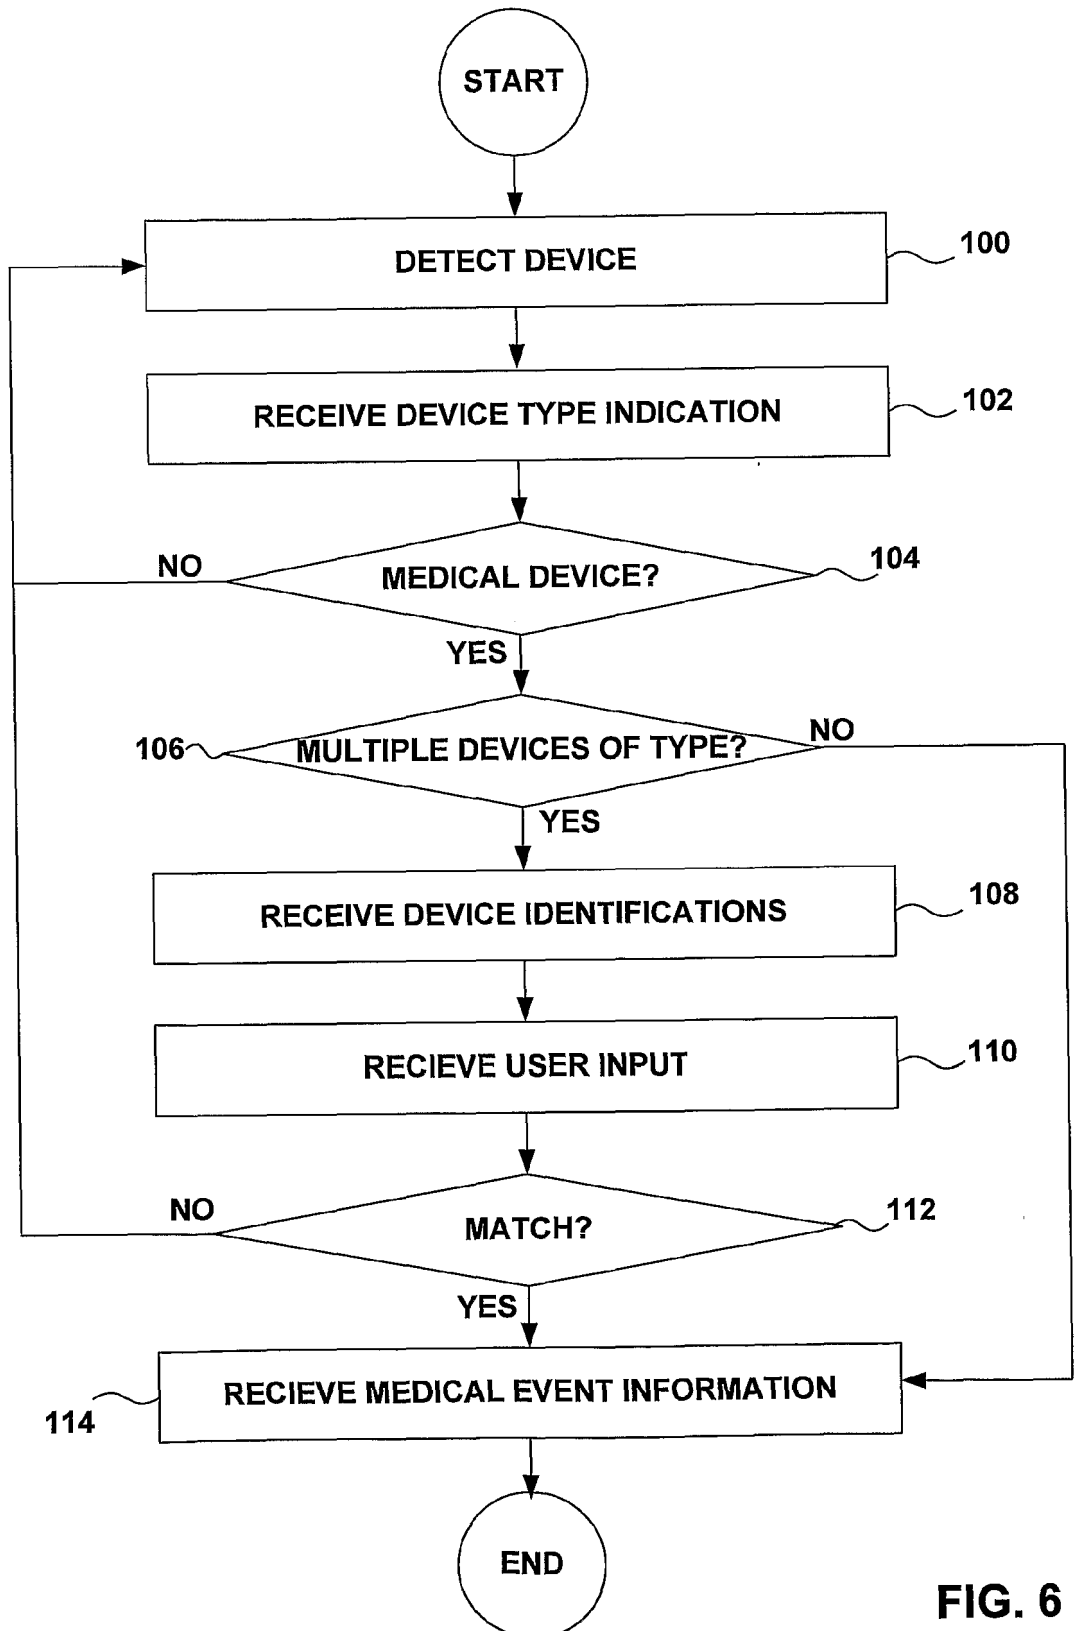 START
DETECT DEVICE
100
RECEIVE DEVICE TYPE INDICATION
102
NO
MEDICAL DEVICE?
104
YES
106
MULTIPLE DEVICES OF TYPE?
NO
YES
RECEIVE DEVICE IDENTIFICATIONS
108
RECIEVE USER INPUT
110
NO
MATCH?
112
YES
RECIEVE MEDICAL EVENT INFORMATION
114
END
FIG. 6